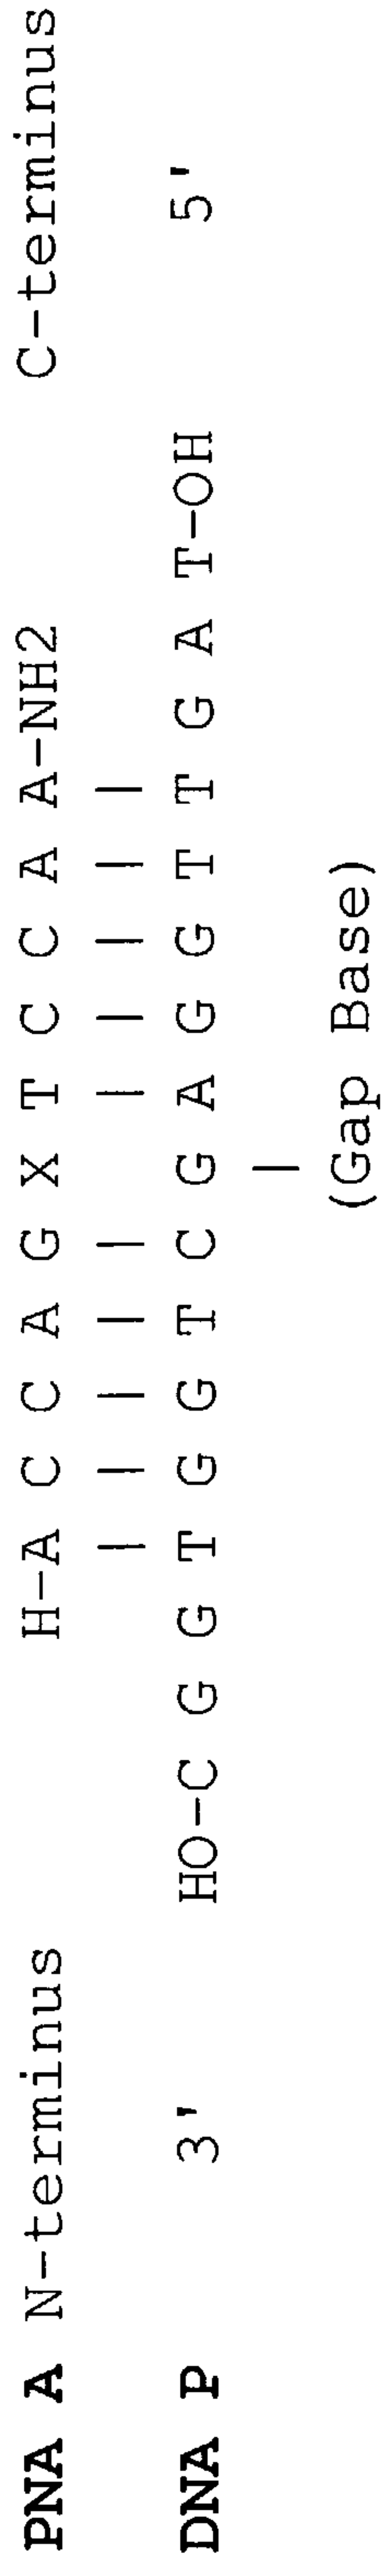 PNA A N-terminus H-A C C A G X T C C A A-NH2 C-terminus
| | | | | | | | | |
DNA P 3' HO-C G G T G G T C G A G G T T G A T-OH 5'
|
(Gap Base)